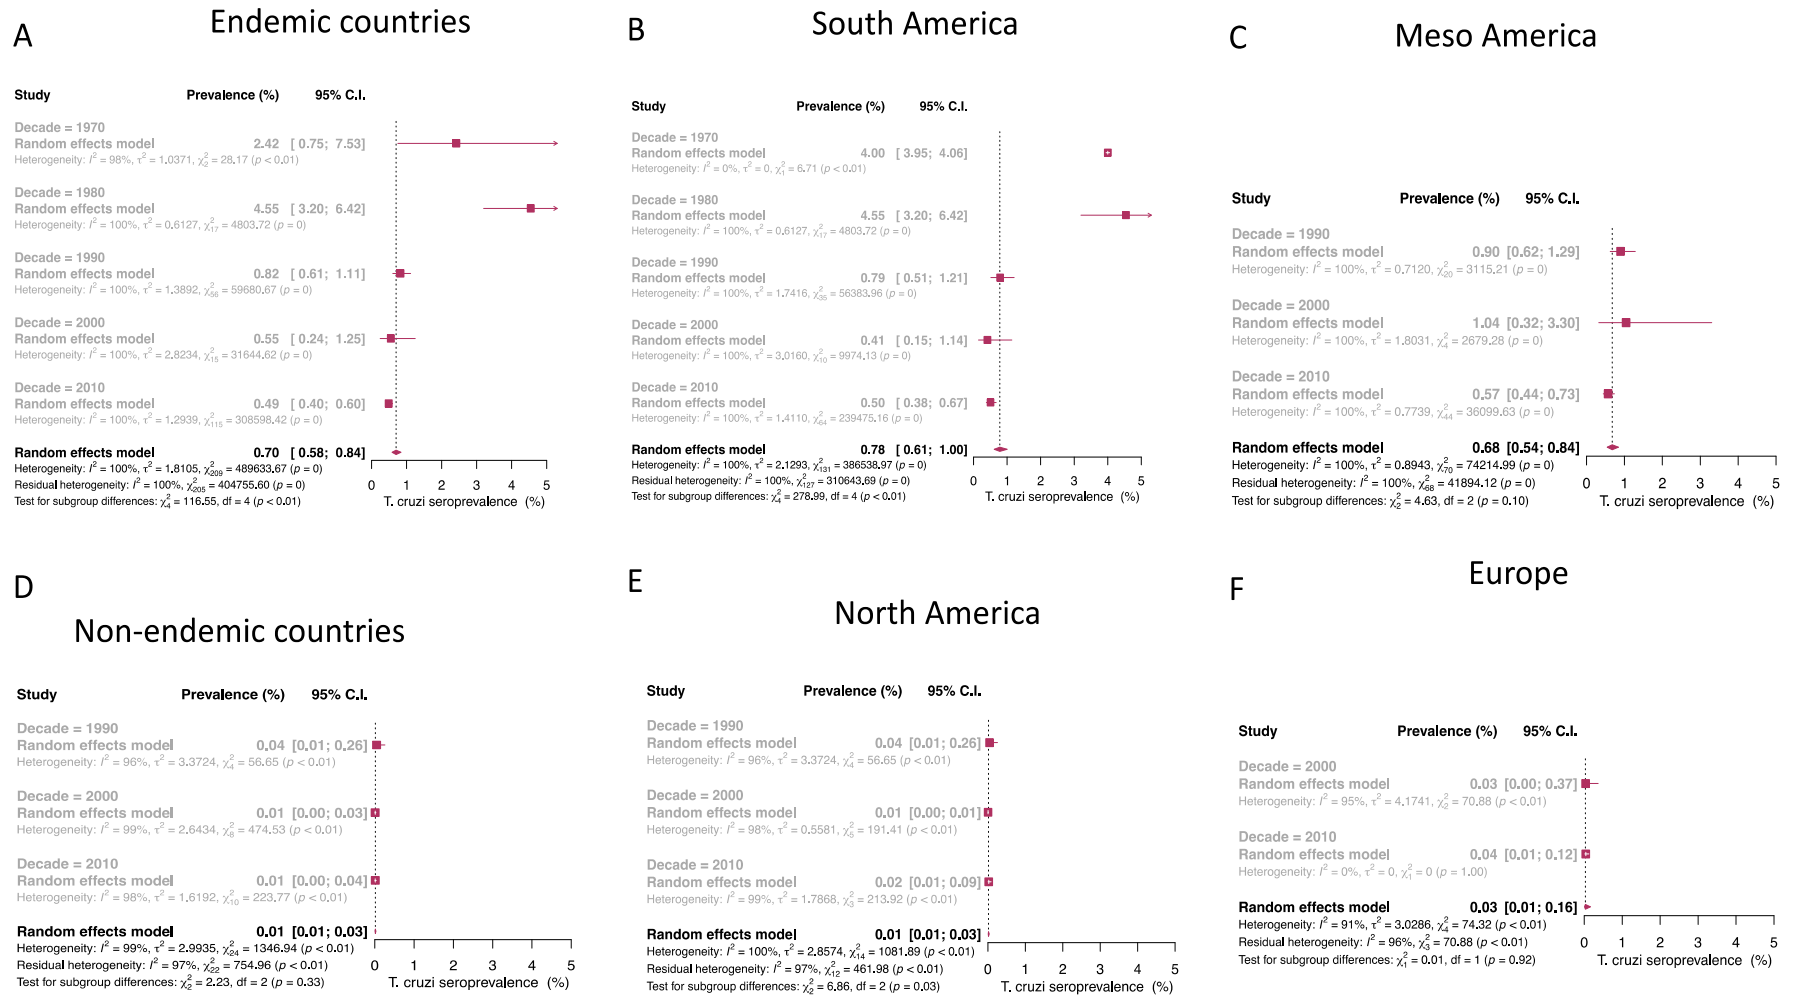 A
Endemic countries
Study Prevalence (%) 95% C.I.
Decade = 1970
Random effects model 2.42 [ 0.75; 7.53]
Heterogeneity: I² = 98%, τ² = 1.0371, χ²₂ = 28.17 (p < 0.01)
Decade = 1980
Random effects model 4.55 [ 3.20; 6.42]
Heterogeneity: I² = 100%, τ² = 0.6127, χ²₁₇ = 4803.72 (p = 0)
Decade = 1990
Random effects model 0.82 [ 0.61; 1.11]
Heterogeneity: I² = 100%, τ² = 1.3892, χ²₅₆ = 59680.67 (p = 0)
Decade = 2000
Random effects model 0.55 [ 0.24; 1.25]
Heterogeneity: I² = 100%, τ² = 2.8234, χ²₁₅ = 31644.62 (p = 0)
Decade = 2010
Random effects model 0.49 [ 0.40; 0.60]
Heterogeneity: I² = 100%, τ² = 1.2939, χ²₁₁₅ = 308598.42 (p = 0)
Random effects model 0.70 [ 0.58; 0.84]
Heterogeneity: I² = 100%, τ² = 1.8105, χ²₂₀₉ = 489633.67 (p = 0)
Residual heterogeneity: I² = 100%, χ²₂₀₅ = 404755.60 (p = 0)
Test for subgroup differences: χ²₄ = 116.55, df = 4 (p < 0.01)
0 1 2 3 4 5
T. cruzi seroprevalence (%)
B
South America
Study Prevalence (%) 95% C.I.
Decade = 1970
Random effects model 4.00 [ 3.95; 4.06]
Heterogeneity: I² = 0%, τ² = 0, χ²₁ = 6.71 (p < 0.01)
Decade = 1980
Random effects model 4.55 [ 3.20; 6.42]
Heterogeneity: I² = 100%, τ² = 0.6127, χ²₁₇ = 4803.72 (p = 0)
Decade = 1990
Random effects model 0.79 [ 0.51; 1.21]
Heterogeneity: I² = 100%, τ² = 1.7416, χ²₃₅ = 56383.96 (p = 0)
Decade = 2000
Random effects model 0.41 [ 0.15; 1.14]
Heterogeneity: I² = 100%, τ² = 3.0160, χ²₁₀ = 9974.13 (p = 0)
Decade = 2010
Random effects model 0.50 [ 0.38; 0.67]
Heterogeneity: I² = 100%, τ² = 1.4110, χ²₆₄ = 239475.16 (p = 0)
Random effects model 0.78 [ 0.61; 1.00]
Heterogeneity: I² = 100%, τ² = 2.1293, χ²₁₃₁ = 386538.97 (p = 0)
Residual heterogeneity: I² = 100%, χ²₁₂₇ = 310643.69 (p = 0)
Test for subgroup differences: χ²₄ = 278.99, df = 4 (p < 0.01)
0 1 2 3 4 5
T. cruzi seroprevalence (%)
C
Meso America
Study Prevalence (%) 95% C.I.
Decade = 1990
Random effects model 0.90 [0.62; 1.29]
Heterogeneity: I² = 100%, τ² = 0.7120, χ²₂₀ = 3115.21 (p = 0)
Decade = 2000
Random effects model 1.04 [0.32; 3.30]
Heterogeneity: I² = 100%, τ² = 1.8031, χ²₄ = 2679.28 (p = 0)
Decade = 2010
Random effects model 0.57 [0.44; 0.73]
Heterogeneity: I² = 100%, τ² = 0.7739, χ²₄₄ = 36099.63 (p = 0)
Random effects model 0.68 [0.54; 0.84]
Heterogeneity: I² = 100%, τ² = 0.8943, χ²₇₀ = 74214.99 (p = 0)
Residual heterogeneity: I² = 100%, χ²₆₈ = 41894.12 (p = 0)
Test for subgroup differences: χ²₂ = 4.63, df = 2 (p = 0.10)
0 1 2 3 4 5
T. cruzi seroprevalence (%)
D
Non-endemic countries
Study Prevalence (%) 95% C.I.
Decade = 1990
Random effects model 0.04 [0.01; 0.26]
Heterogeneity: I² = 96%, τ² = 3.3724, χ²₄ = 56.65 (p < 0.01)
Decade = 2000
Random effects model 0.01 [0.00; 0.03]
Heterogeneity: I² = 99%, τ² = 2.6434, χ²₈ = 474.53 (p < 0.01)
Decade = 2010
Random effects model 0.01 [0.00; 0.04]
Heterogeneity: I² = 98%, τ² = 1.6192, χ²₁₀ = 223.77 (p < 0.01)
Random effects model 0.01 [0.01; 0.03]
Heterogeneity: I² = 99%, τ² = 2.9935, χ²₂₄ = 1346.94 (p < 0.01)
Residual heterogeneity: I² = 97%, χ²₂₂ = 754.96 (p < 0.01)
Test for subgroup differences: χ²₂ = 2.23, df = 2 (p = 0.33)
0 1 2 3 4 5
T. cruzi seroprevalence (%)
E
North America
Study Prevalence (%) 95% C.I.
Decade = 1990
Random effects model 0.04 [0.01; 0.26]
Heterogeneity: I² = 96%, τ² = 3.3724, χ²₄ = 56.65 (p < 0.01)
Decade = 2000
Random effects model 0.01 [0.00; 0.01]
Heterogeneity: I² = 98%, τ² = 0.5581, χ²₅ = 191.41 (p < 0.01)
Decade = 2010
Random effects model 0.02 [0.01; 0.09]
Heterogeneity: I² = 99%, τ² = 1.7868, χ²₃ = 213.92 (p < 0.01)
Random effects model 0.01 [0.01; 0.03]
Heterogeneity: I² = 100%, τ² = 2.8574, χ²₁₄ = 1081.89 (p < 0.01)
Residual heterogeneity: I² = 97%, χ²₁₂ = 461.98 (p < 0.01)
Test for subgroup differences: χ²₂ = 6.86, df = 2 (p = 0.03)
0 1 2 3 4 5
T. cruzi seroprevalence (%)
F
Europe
Study Prevalence (%) 95% C.I.
Decade = 2000
Random effects model 0.03 [0.00; 0.37]
Heterogeneity: I² = 95%, τ² = 4.1741, χ²₂ = 70.88 (p < 0.01)
Decade = 2010
Random effects model 0.04 [0.01; 0.12]
Heterogeneity: I² = 0%, τ² = 0, χ²₁ = 0 (p = 1.00)
Random effects model 0.03 [0.01; 0.16]
Heterogeneity: I² = 91%, τ² = 3.0286, χ²₄ = 74.32 (p < 0.01)
Residual heterogeneity: I² = 96%, χ²₃ = 70.88 (p < 0.01)
Test for subgroup differences: χ²₁ = 0.01, df = 1 (p = 0.92)
0 1 2 3 4 5
T. cruzi seroprevalence (%)